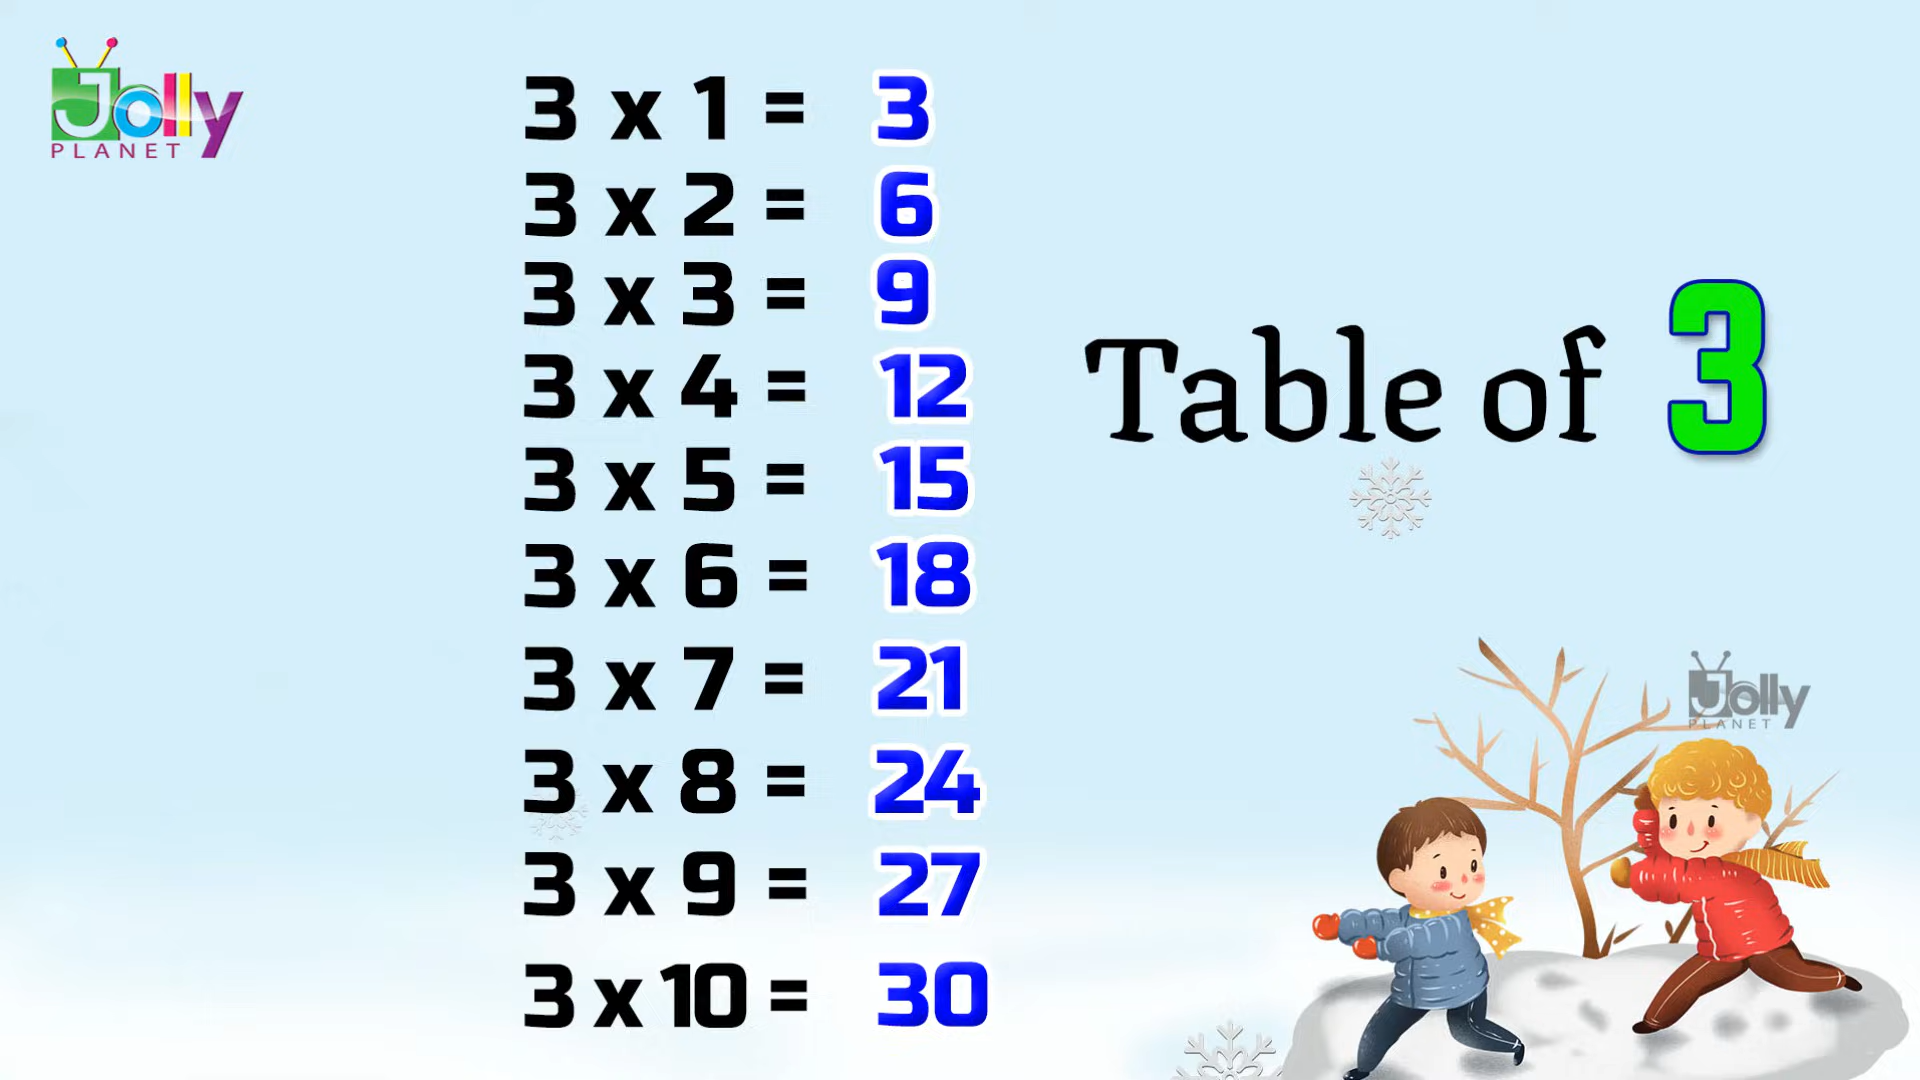 Jolly
PLANET
3 x 1 = 3
3 x 2 = 6
3 x 3 = 9
3 x 4 = 12
3 x 5 = 15
3 x 6 = 18
3 x 7 = 21
3 x 8 = 24
3 x 9 = 27
3 x 10 = 30
Table of 3
Jolly
PLANET